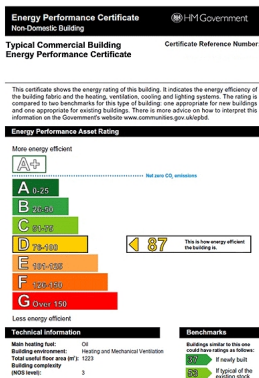 Energy Performance Certificate
HM Government
Non-Domestic Building
Typical Commercial Building
Energy Performance Certificate
Certificate Reference Number:
This certificate shows the energy rating of this building. It indicates the energy efficiency of
the building fabric and the heating, ventilation, cooling and lighting systems. The rating is
compared to two benchmarks for this type of building: one appropriate for new buildings
and one appropriate for existing buildings. There is more advice on how to interpret this
information on the Government's website www.communities.gov.uk/epbd.
Energy Performance Asset Rating
More energy efficient
A+
Net zero CO2 emissions
A 0-25
B 26-50
C 51-75
D 76-100
87
This is how energy efficient
the building is.
E 101-125
F 126-150
G Over 150
Less energy efficient
Technical information
Main heating fuel: Oil
Building environment: Heating and Mechanical Ventilation
Total useful floor area (m²): 1223
Building complexity
(NOS level): 3
Benchmarks
Buildings similar to this one
could have ratings as follows:
If newly built
If typical of the
existing stock